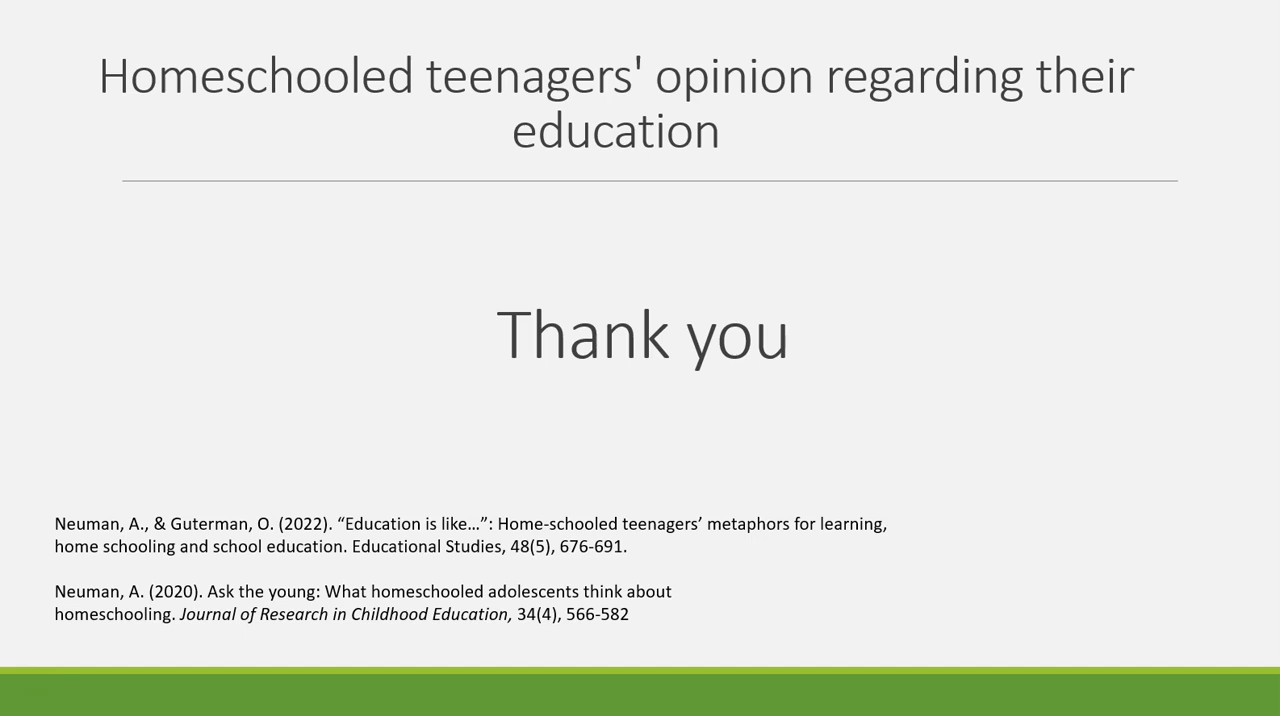 Homeschooled teenagers' opinion regarding their
education
Thank you
Neuman, A., & Guterman, O. (2022). “Education is like…”: Home-schooled teenagers’ metaphors for learning,
home schooling and school education. Educational Studies, 48(5), 676-691.
Neuman, A. (2020). Ask the young: What homeschooled adolescents think about
homeschooling. Journal of Research in Childhood Education, 34(4), 566-582